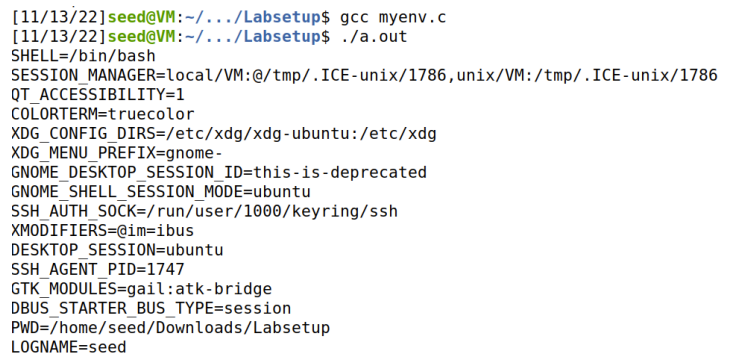 [11/13/22]seed@VM:~/.../Labsetup$ gcc myenv.c
[11/13/22]seed@VM:~/.../Labsetup$ ./a.out
SHELL=/bin/bash
SESSION_MANAGER=local/VM:@/tmp/.ICE-unix/1786,unix/VM:/tmp/.ICE-unix/1786
QT_ACCESSIBILITY=1
COLORTERM=truecolor
XDG_CONFIG_DIRS=/etc/xdg/xdg-ubuntu:/etc/xdg
XDG_MENU_PREFIX=gnome-
GNOME_DESKTOP_SESSION_ID=this-is-deprecated
GNOME_SHELL_SESSION_MODE=ubuntu
SSH_AUTH_SOCK=/run/user/1000/keyring/ssh
XMODIFIERS=@im=ibus
DESKTOP_SESSION=ubuntu
SSH_AGENT_PID=1747
GTK_MODULES=gail:atk-bridge
DBUS_STARTER_BUS_TYPE=session
PWD=/home/seed/Downloads/Labsetup
LOGNAME=seed